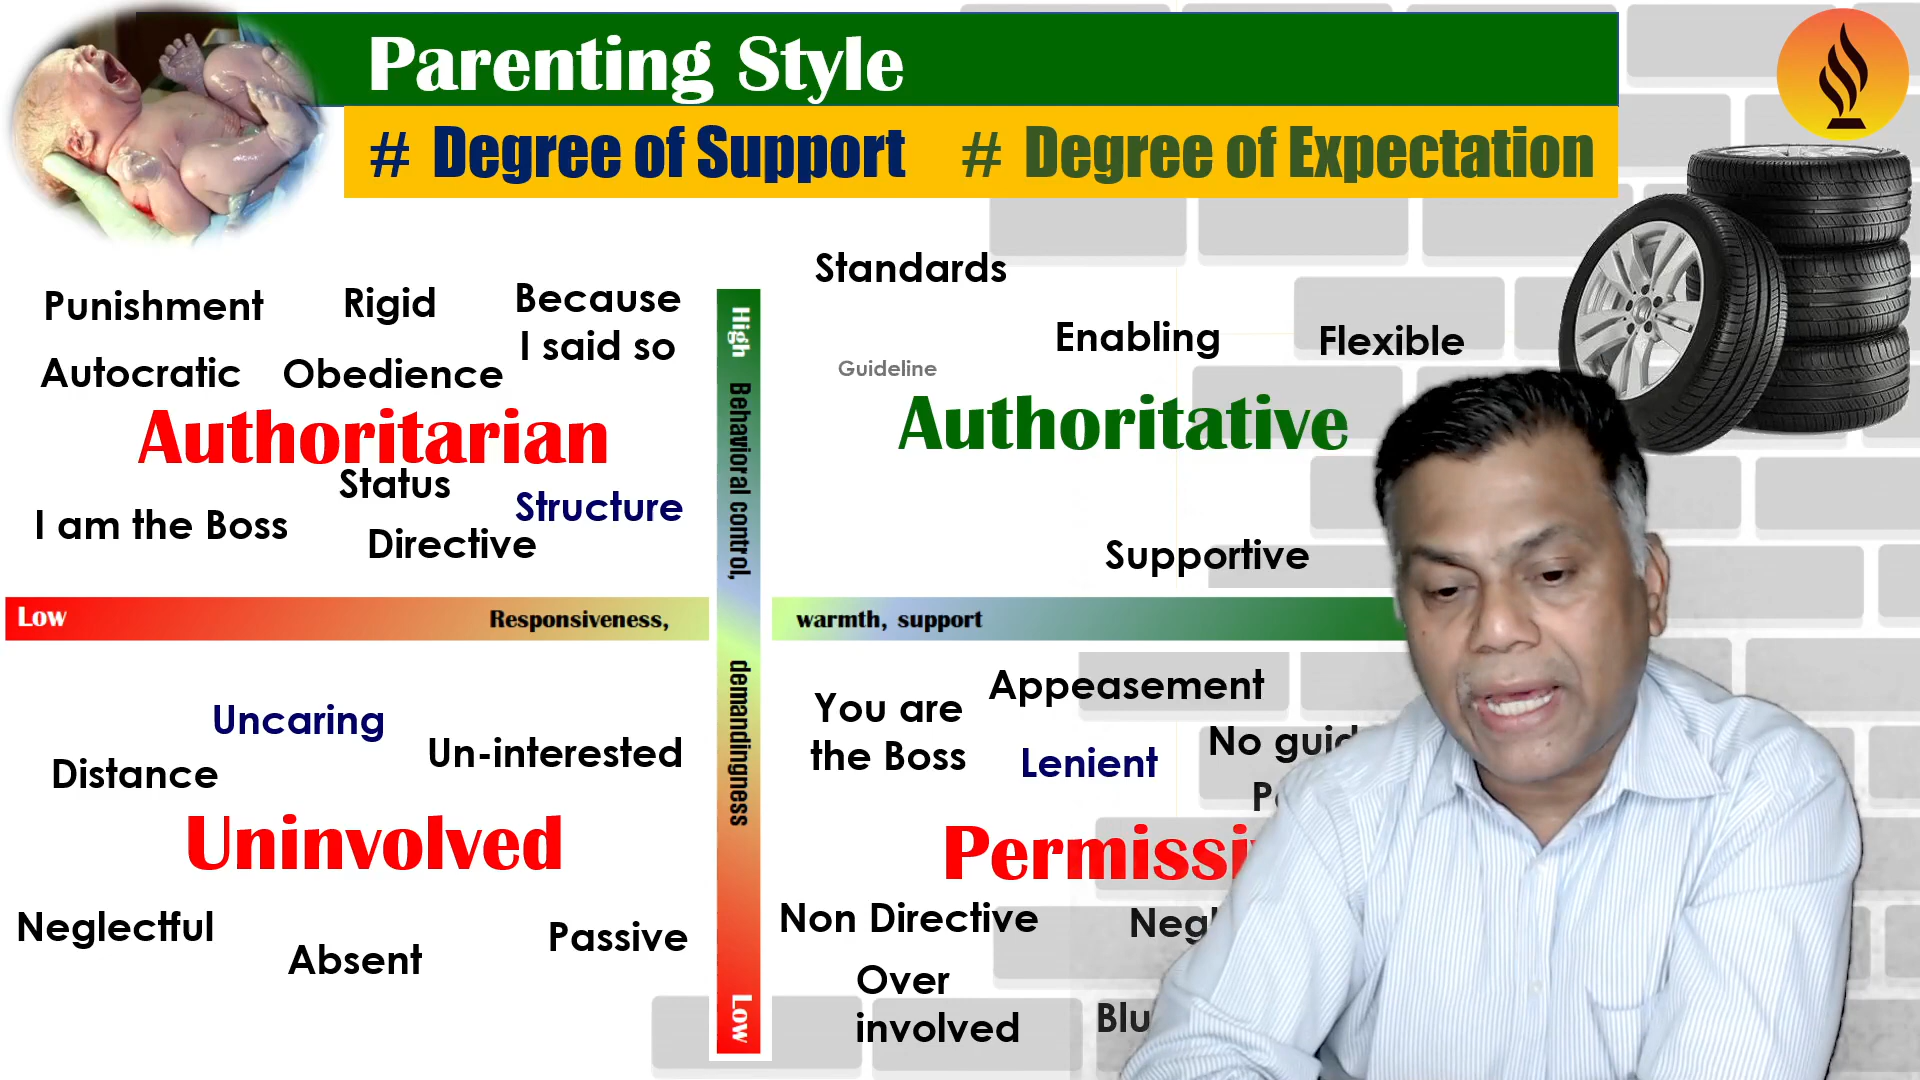 Parenting Style
# Degree of Support # Degree of Expectation
Punishment
Rigid
Because
I said so
Autocratic
Obedience
Authoritarian
Status
Structure
I am the Boss
Directive
High Behavioral control, demandingness Low
Standards
Enabling
Flexible
Guideline
Authoritative
Supportive
Low Responsiveness, warmth, support
Uncaring
Un-interested
Distance
Uninvolved
Neglectful
Absent
Passive
Appeasement
You are
the Boss
Lenient
No
Non Directive
Over
involved